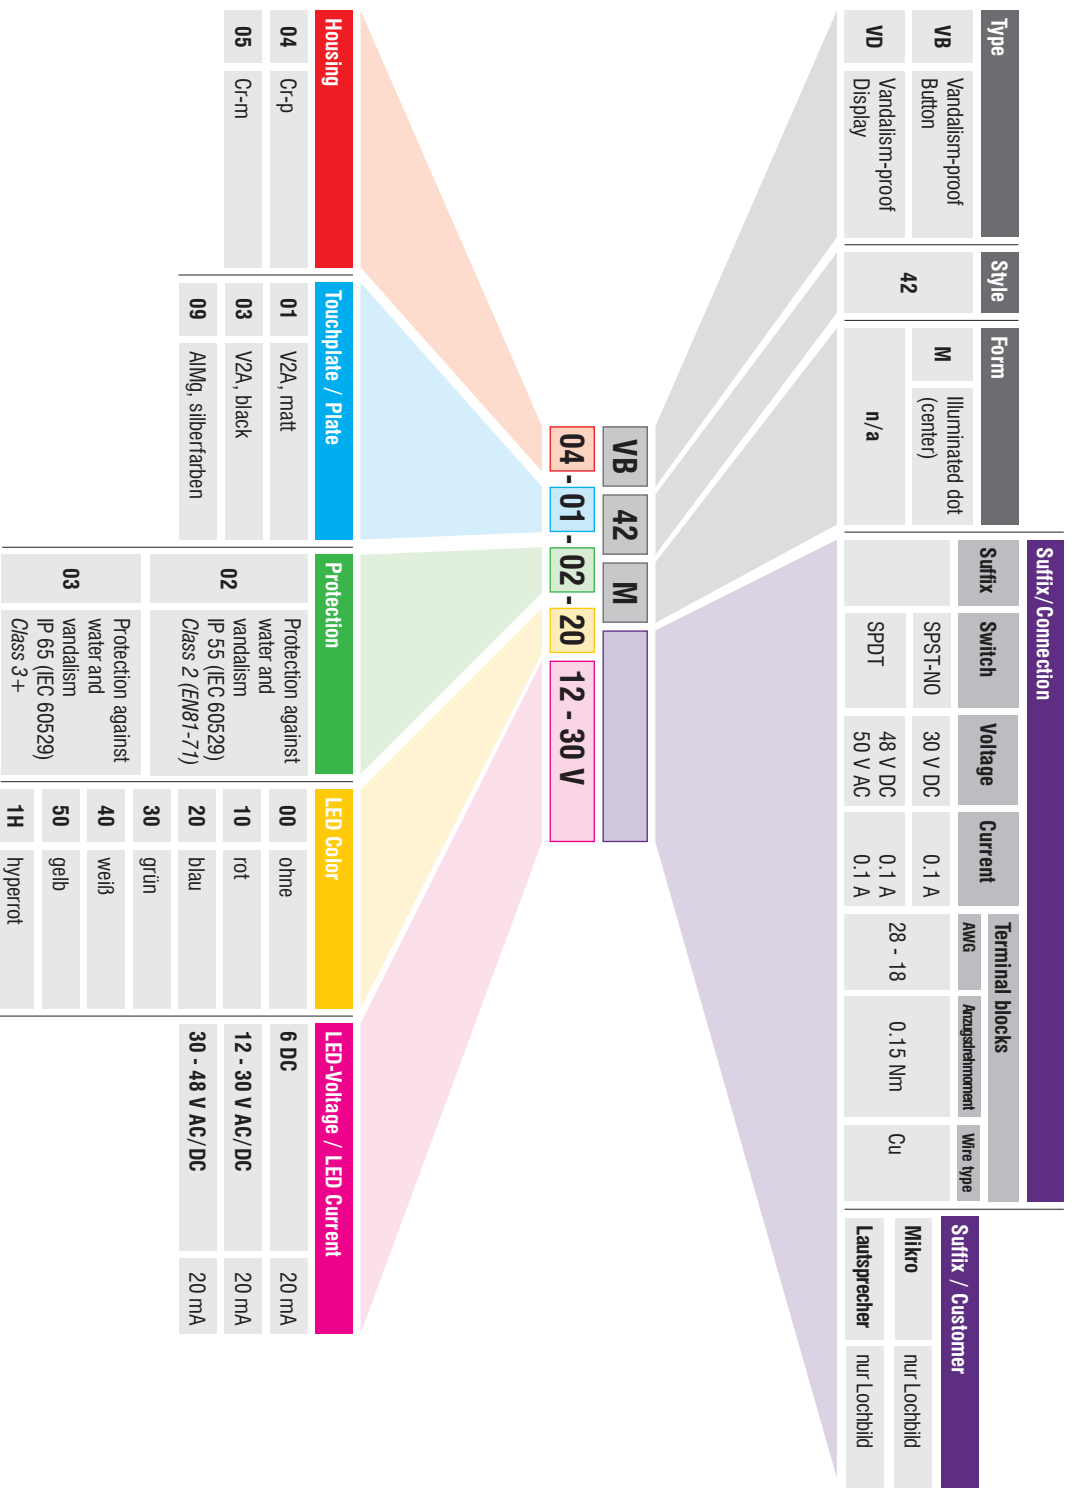 Type
VB
Vandalism-proof
Button
VD
Vandalism-proof
Display
Style
42
Form
M
Illuminated dot
(center)
n/a
Suffix/Connection
Suffix
Switch
Voltage
Current
Terminal blocks
AWG
Anzugsdrehmoment
Wire type
SPST-NO
30 V DC
0.1 A
SPDT
48 V DC
0.1 A
50 V AC
0.1 A
28 - 18
0.15 Nm
Cu
Suffix / Customer
Mikro
nur Lochbild
Lautsprecher
nur Lochbild
VB 42 M
04 - 01 - 02 - 20 12 - 30 V
Housing
04
Cr-p
05
Cr-m
Touchplate / Plate
01
V2A, matt
03
V2A, black
09
AlMg, silberfarben
Protection
02
Protection against
water and
vandalism
IP 55 (IEC 60529)
Class 2 (EN81-71)
03
Protection against
water and
vandalism
IP 65 (IEC 60529)
Class 3+
LED Color
00
ohne
10
rot
20
blau
30
grün
40
weiß
50
gelb
1H
hyperrot
LED-Voltage / LED Current
6 DC
20 mA
12 - 30 V AC/DC
20 mA
30 - 48 V AC/DC
20 mA